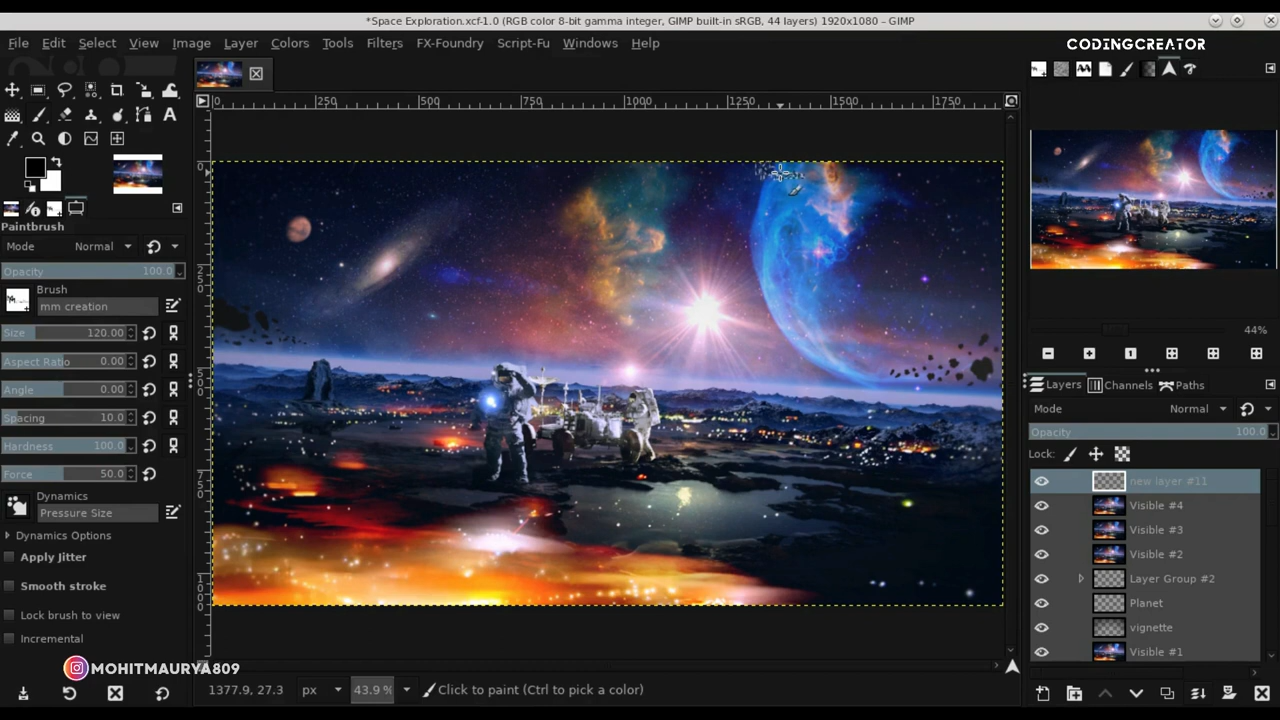 *Space Exploration.xcf-1.0 (RGB color 8-bit gamma integer, GIMP built-in sRGB, 44 layers) 1920x1080 – GIMP
File Edit Select View Image Layer Colors Tools Filters FX-Foundry Script-Fu Windows Help
CODINGCREATOR
0 250 500 750 1000 1250 1500 1750
0
250
500
750
1000
Paintbrush
Mode Normal
Opacity 100.0
Brush
mm creation
Size 120.00
Aspect Ratio 0.00
Angle 0.00
Spacing 10.0
Hardness 100.0
Force 50.0
Dynamics
Pressure Size
Dynamics Options
Apply Jitter
Smooth stroke
Lock brush to view
Incremental
MOHITMAURYA809
1377.9, 27.3 px 43.9 % Click to paint (Ctrl to pick a color)
44%
Layers Channels Paths
Mode Normal
Opacity 100.0
Lock:
new layer #11
Visible #4
Visible #3
Visible #2
Layer Group #2
Planet
vignette
Visible #1